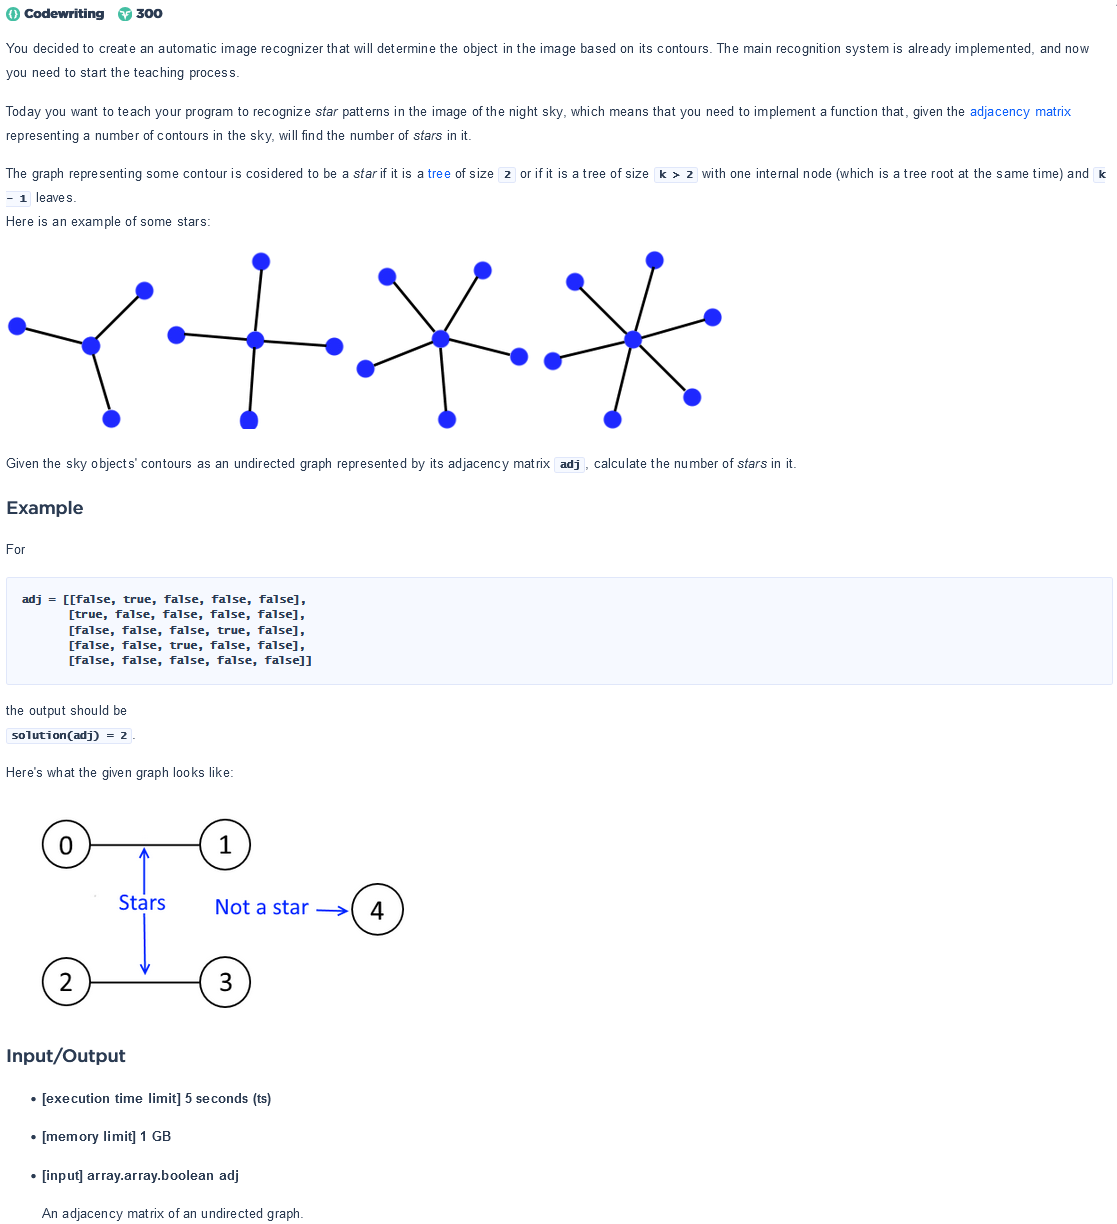 Codewriting 300
You decided to create an automatic image recognizer that will determine the object in the image based on its contours. The main recognition system is already implemented, and now
you need to start the teaching process.
Today you want to teach your program to recognize star patterns in the image of the night sky, which means that you need to implement a function that, given the adjacency matrix
representing a number of contours in the sky, will find the number of stars in it.
The graph representing some contour is cosidered to be a star if it is a tree of size 2 or if it is a tree of size k > 2 with one internal node (which is a tree root at the same time) and k
- 1 leaves.
Here is an example of some stars:
Given the sky objects' contours as an undirected graph represented by its adjacency matrix adj, calculate the number of stars in it.
Example
For
adj = [[false, true, false, false, false],
[true, false, false, false, false],
[false, false, false, true, false],
[false, false, true, false, false],
[false, false, false, false, false]]
the output should be
solution(adj) = 2.
Here's what the given graph looks like:
0 1
Stars Not a star 4
2 3
Input/Output
• [execution time limit] 5 seconds (ts)
• [memory limit] 1 GB
• [input] array.array.boolean adj
An adjacency matrix of an undirected graph.